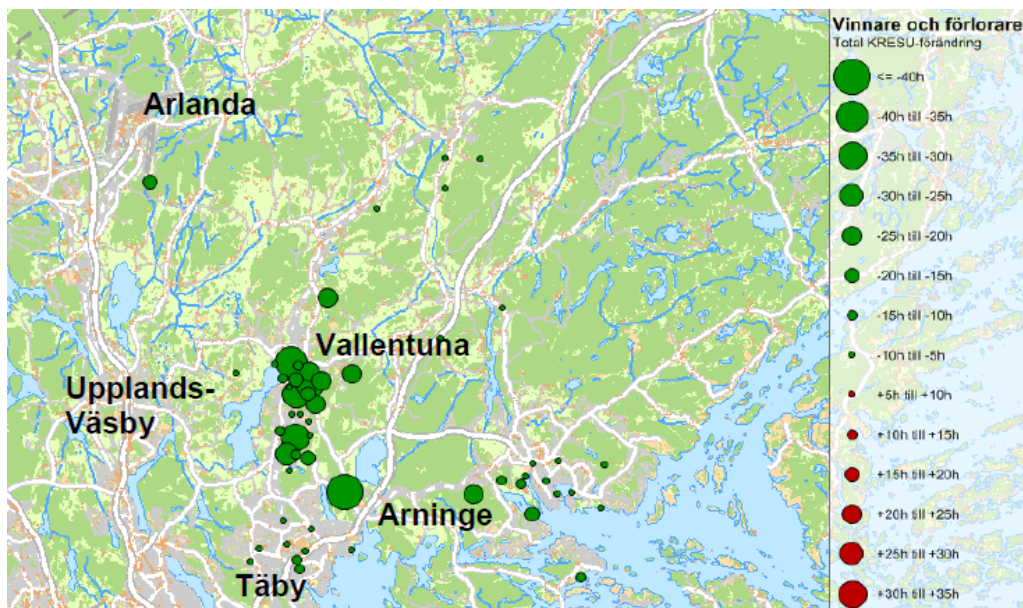 Arlanda
Vallentuna
Upplands-
Väsby
Arninge
Täby
Vinnare och förlorare
Total KRESU-förändring
<= -40h
-40h till -35h
-35h till -30h
-30h till -25h
-25h till -20h
-20h till -15h
-15h till -10h
-10h till -5h
+5h till +10h
+10h till +15h
+15h till +20h
+20h till +25h
+25h till +30h
+30h till +35h